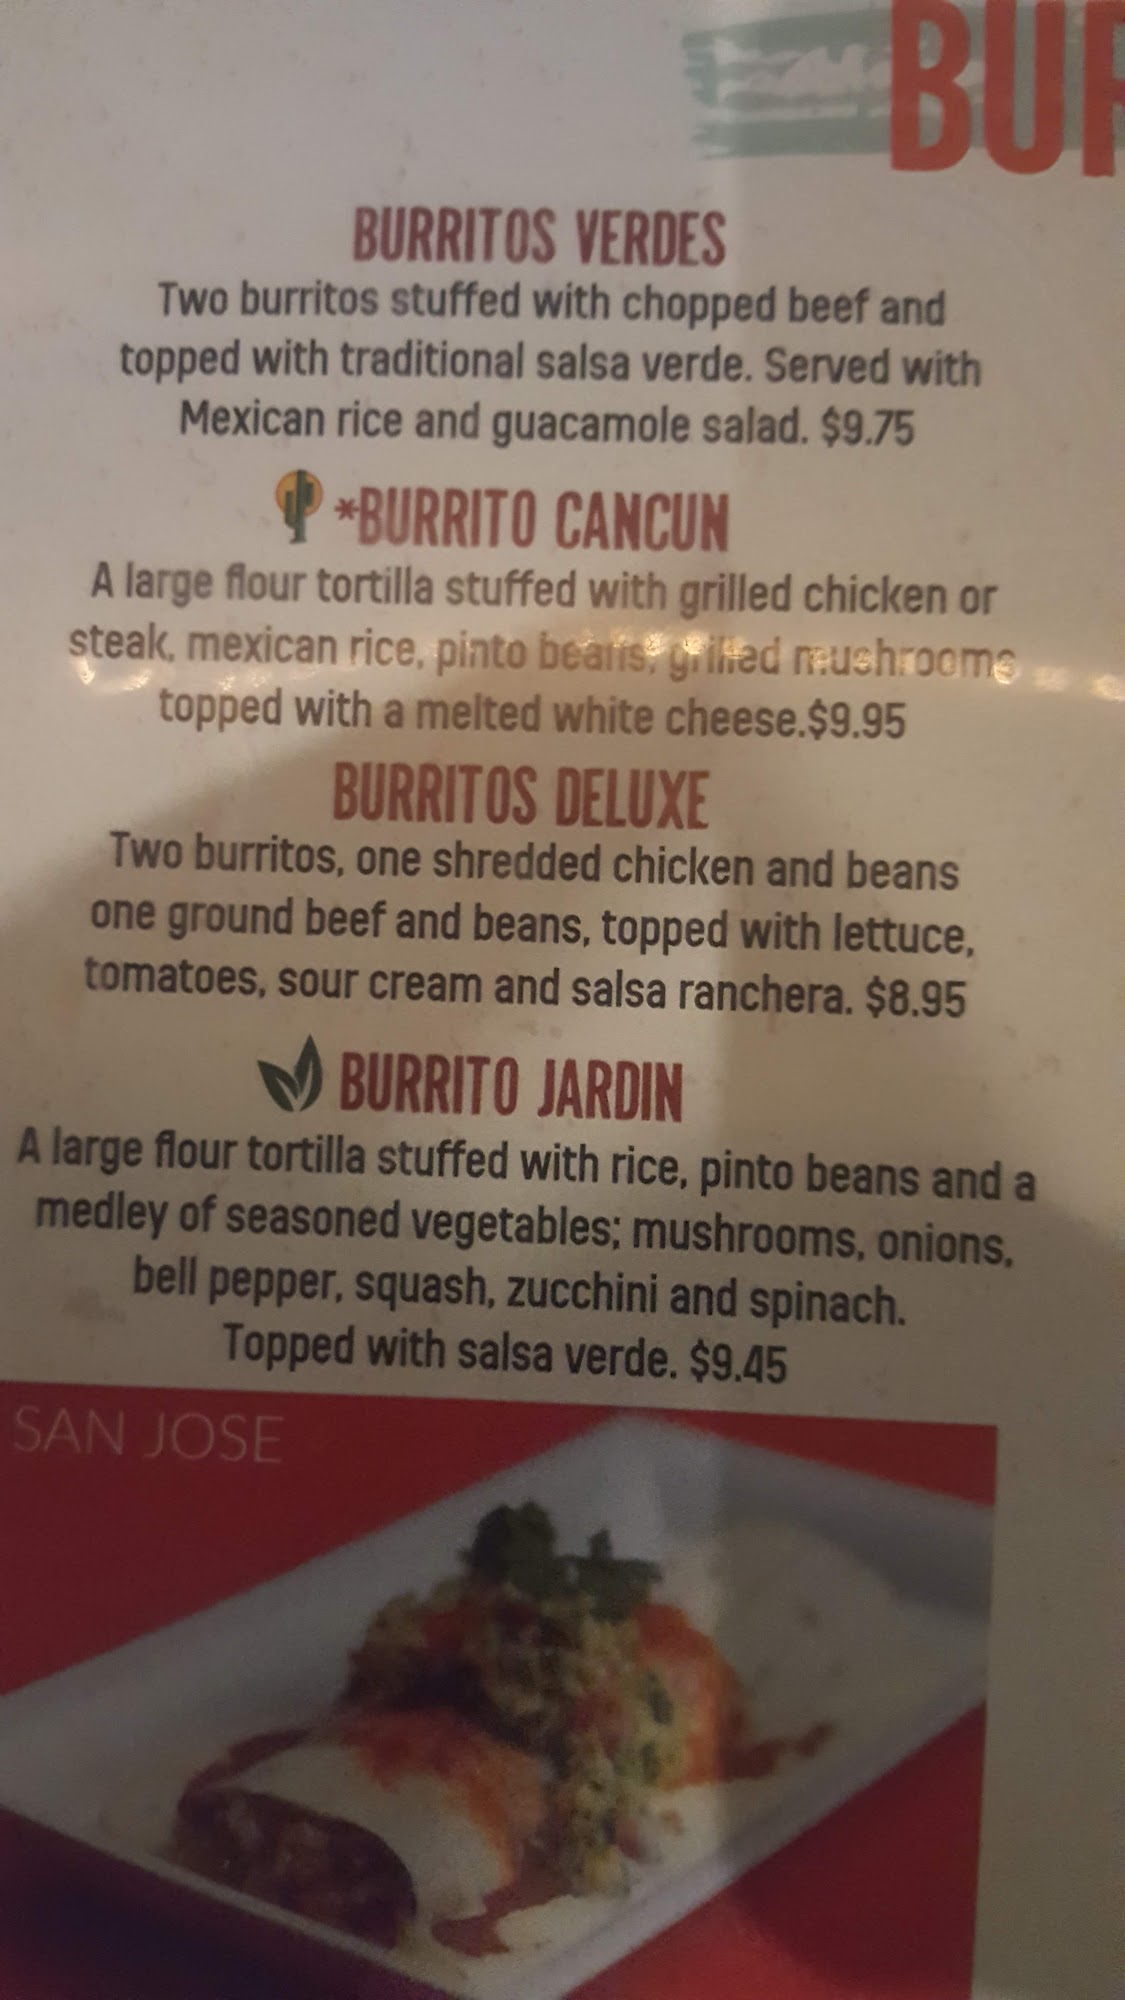 BUR
BURRITOS VERDES
Two burritos stuffed with chopped beef and
topped with traditional salsa verde. Served with
Mexican rice and guacamole salad. $9.75
*BURRITO CANCUN
A large flour tortilla stuffed with grilled chicken or
steak, mexican rice, pinto beans, grilled mushrooms
topped with a melted white cheese.$9.95
BURRITOS DELUXE
Two burritos, one shredded chicken and beans
one ground beef and beans, topped with lettuce,
tomatoes, sour cream and salsa ranchera. $8.95
BURRITO JARDIN
A large flour tortilla stuffed with rice, pinto beans and a
medley of seasoned vegetables; mushrooms, onions,
bell pepper, squash, zucchini and spinach.
Topped with salsa verde. $9.45
SAN JOSE